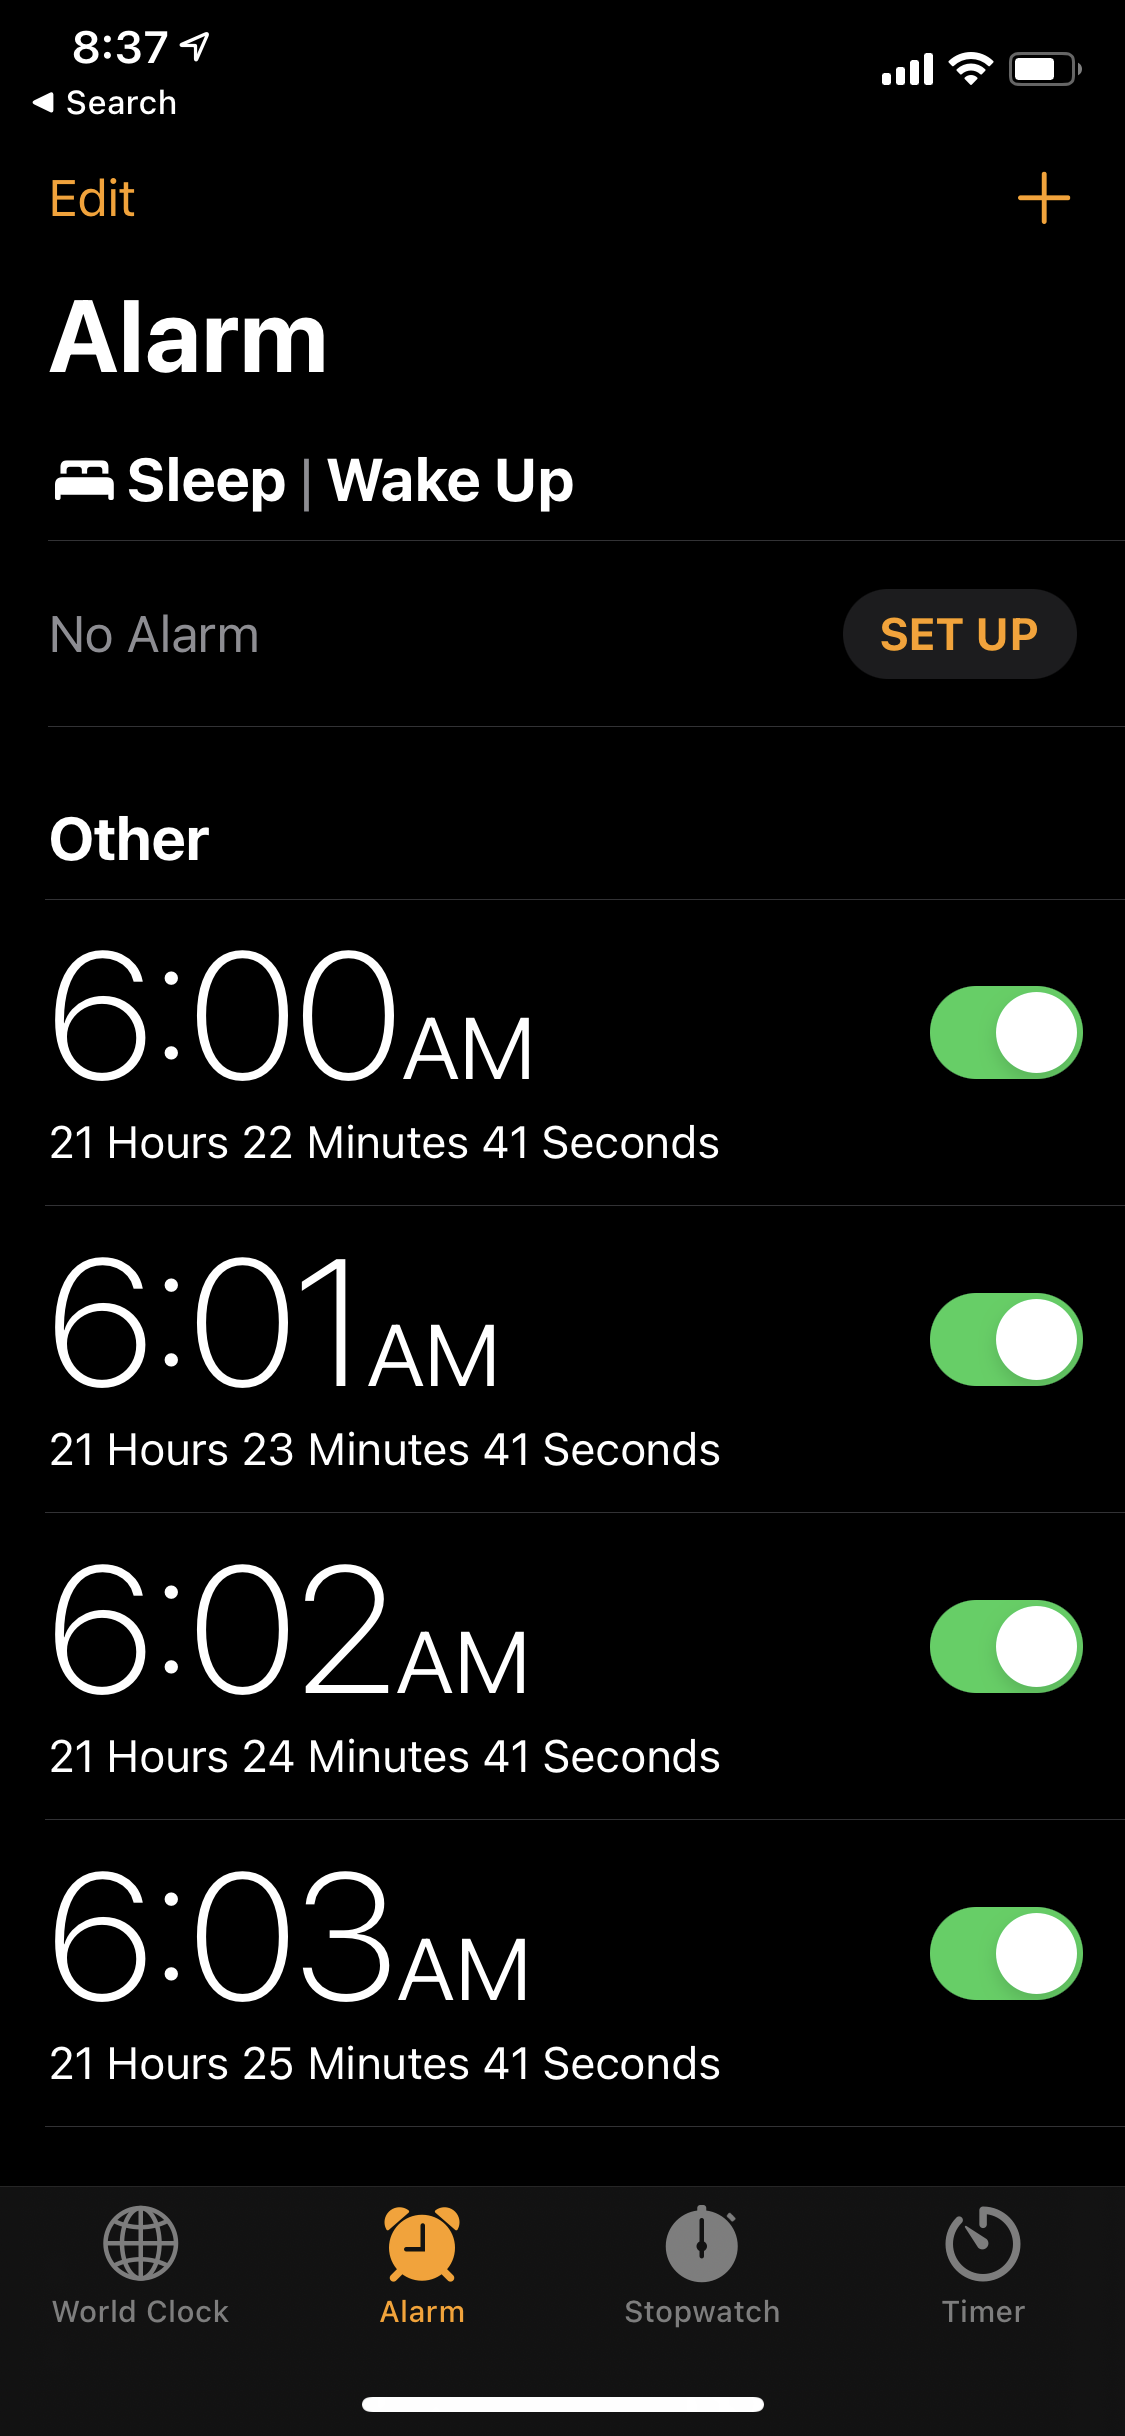 8:37
Search
Edit
Alarm
Sleep | Wake Up
No Alarm
SET UP
Other
6:00AM
21 Hours 22 Minutes 41 Seconds
6:01AM
21 Hours 23 Minutes 41 Seconds
6:02AM
21 Hours 24 Minutes 41 Seconds
6:03AM
21 Hours 25 Minutes 41 Seconds
World Clock
Alarm
Stopwatch
Timer